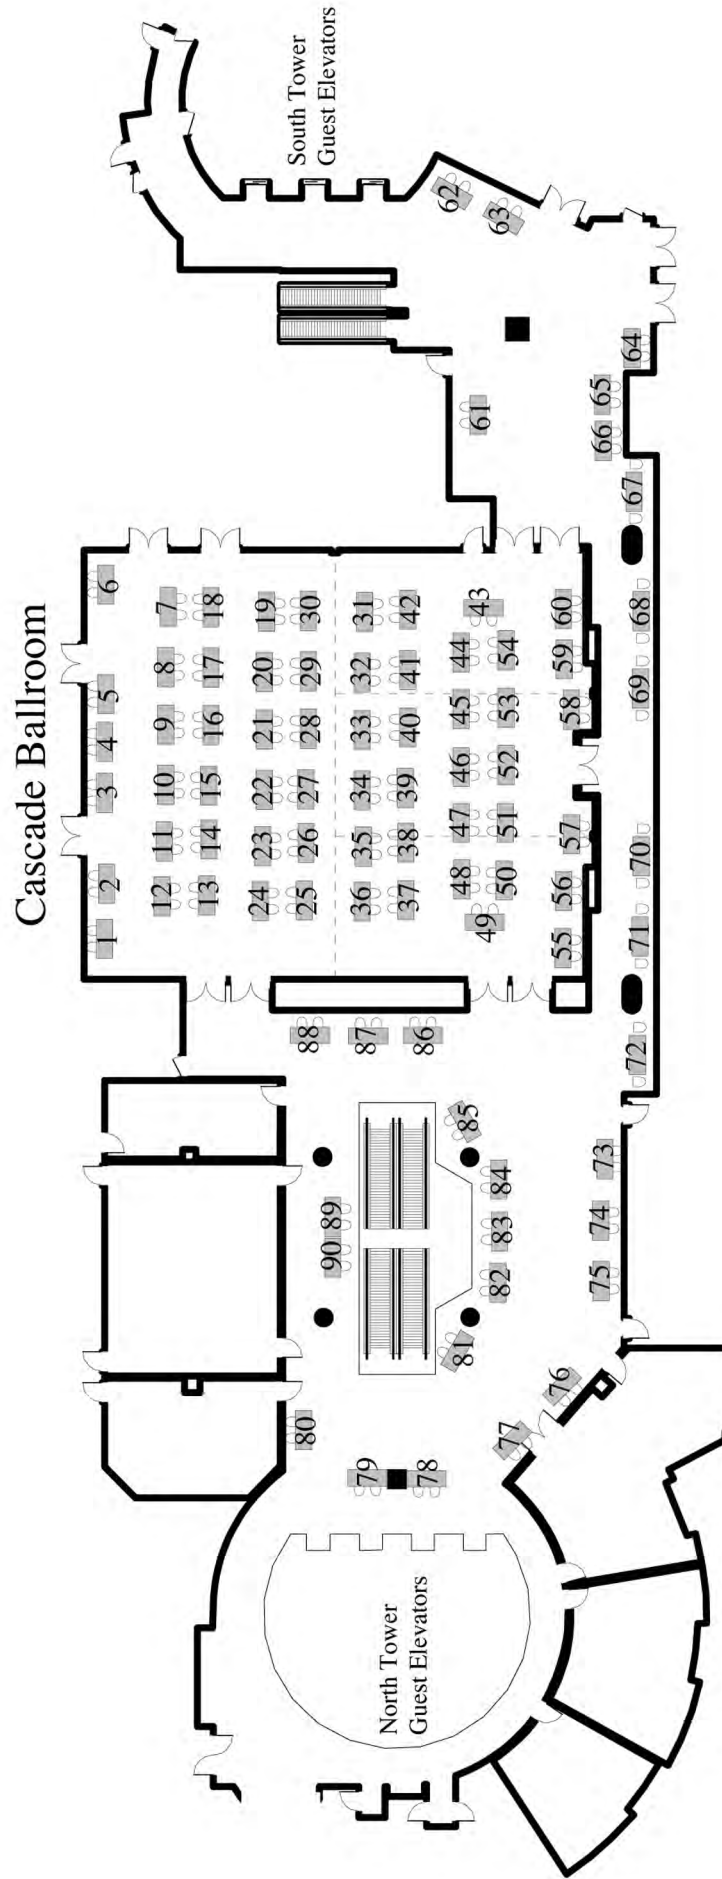 Cascade Ballroom
1 2 3 4 5 6
12 11 10 9 8 7
13 14 15 16 17 18
24 23 22 21 20 19
South Tower
Guest Elevators
80 88 25 26 27 28 29 30
90 89
79 87 36 35 34 33 32 31
North Tower
Guest Elevators
37 38 39 40 41 42
78 86
81 85 48 47 46 45 44 62
49 43 61
82 83 84 50 51 52 53 54 63
77
76 55 56 57 58 59 60
75 74 73 66 65
72 71 70 69 68 67 64